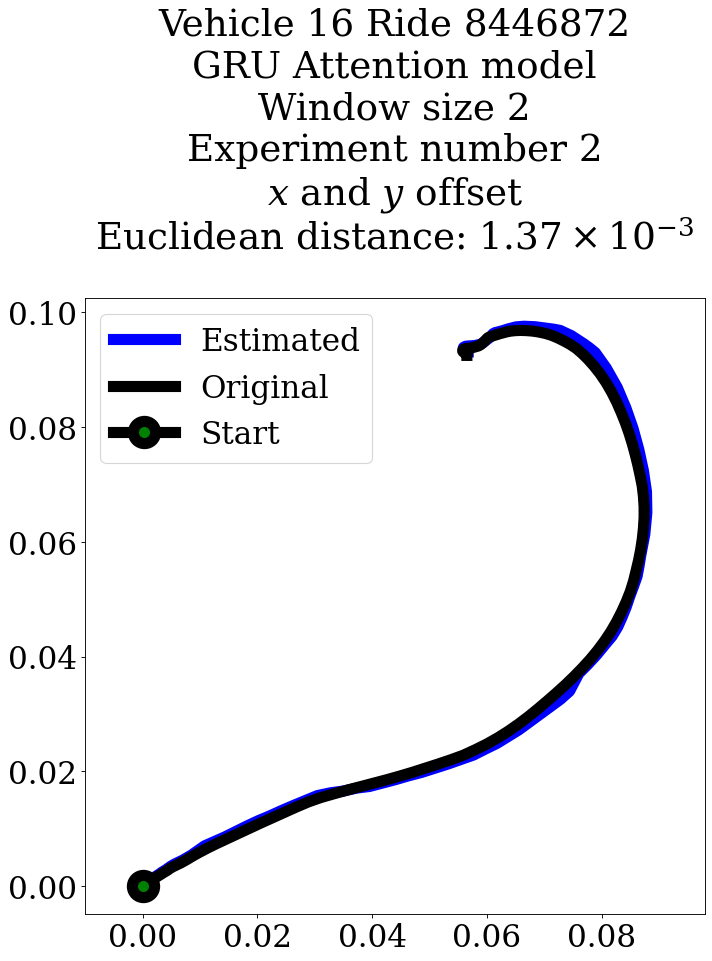 Vehicle 16 Ride 8446872
GRU Attention model
Window size 2
Experiment number 2
x and y offset
Euclidean distance: 1.37 × 10⁻³
Estimated
Original
Start
0.10
0.08
0.06
0.04
0.02
0.00
0.00 0.02 0.04 0.06 0.08